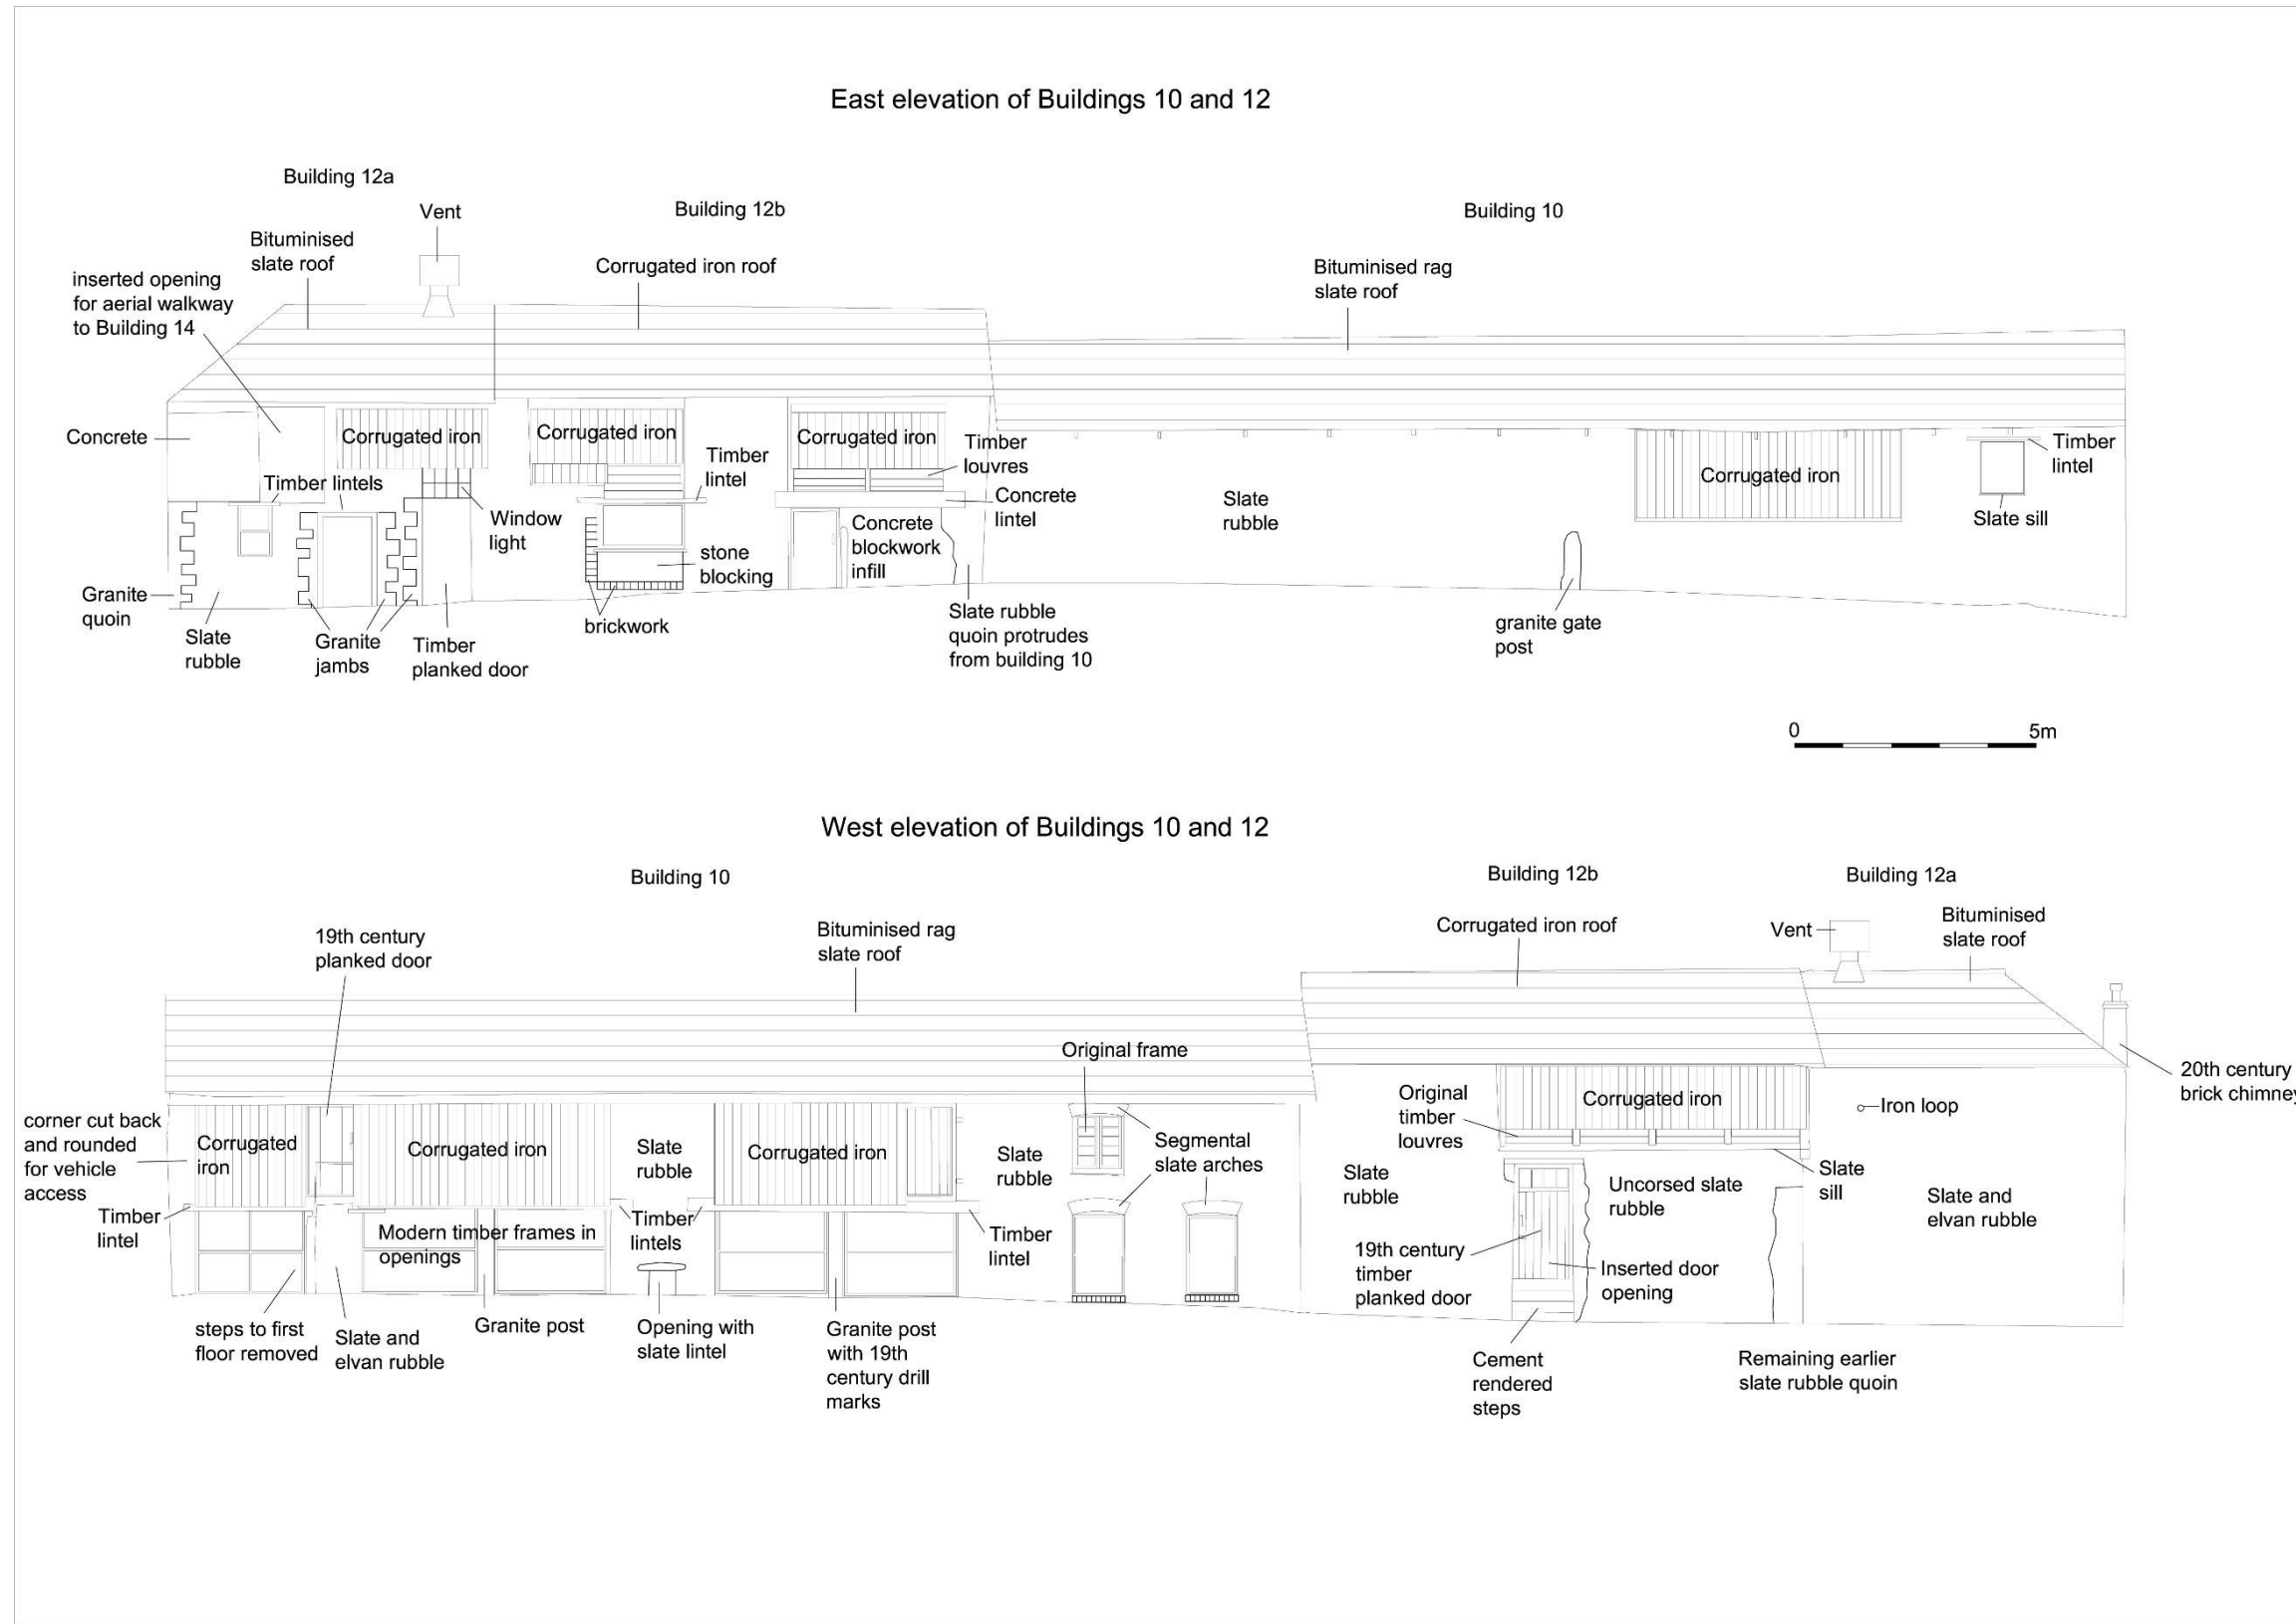 East elevation of Buildings 10 and 12
Building 12a
Vent
Building 12b
Building 10
Bituminised
slate roof
Corrugated iron roof
Bituminised rag
slate roof
inserted opening
for aerial walkway
to Building 14
Concrete
Corrugated iron
Corrugated iron
Corrugated iron
Timber
louvres
Timber
lintel
Corrugated iron
Timber
lintel
Timber lintels
Concrete
lintel
Slate
rubble
Window
light
Concrete
blockwork
infill
Slate sill
stone
blocking
Granite
quoin
Slate
rubble
Granite
jambs
Timber
planked door
brickwork
Slate rubble
quoin protrudes
from building 10
granite gate
post
0
5m
West elevation of Buildings 10 and 12
Building 10
Building 12b
Building 12a
19th century
planked door
Bituminised rag
slate roof
Corrugated iron roof
Vent
Bituminised
slate roof
Original frame
20th century
brick chimney
corner cut back
and rounded
for vehicle
access
Corrugated
iron
Corrugated iron
Slate
rubble
Corrugated iron
Slate
rubble
Segmental
slate arches
Original
timber
louvres
Corrugated iron
Iron loop
Slate
rubble
Uncorsed slate
rubble
Slate
sill
Slate and
elvan rubble
Timber
lintel
Modern timber frames in
openings
Timber
lintels
Timber
lintel
19th century
timber
planked door
Inserted door
opening
steps to first
floor removed
Slate and
elvan rubble
Granite post
Opening with
slate lintel
Granite post
with 19th
century drill
marks
Cement
rendered
steps
Remaining earlier
slate rubble quoin